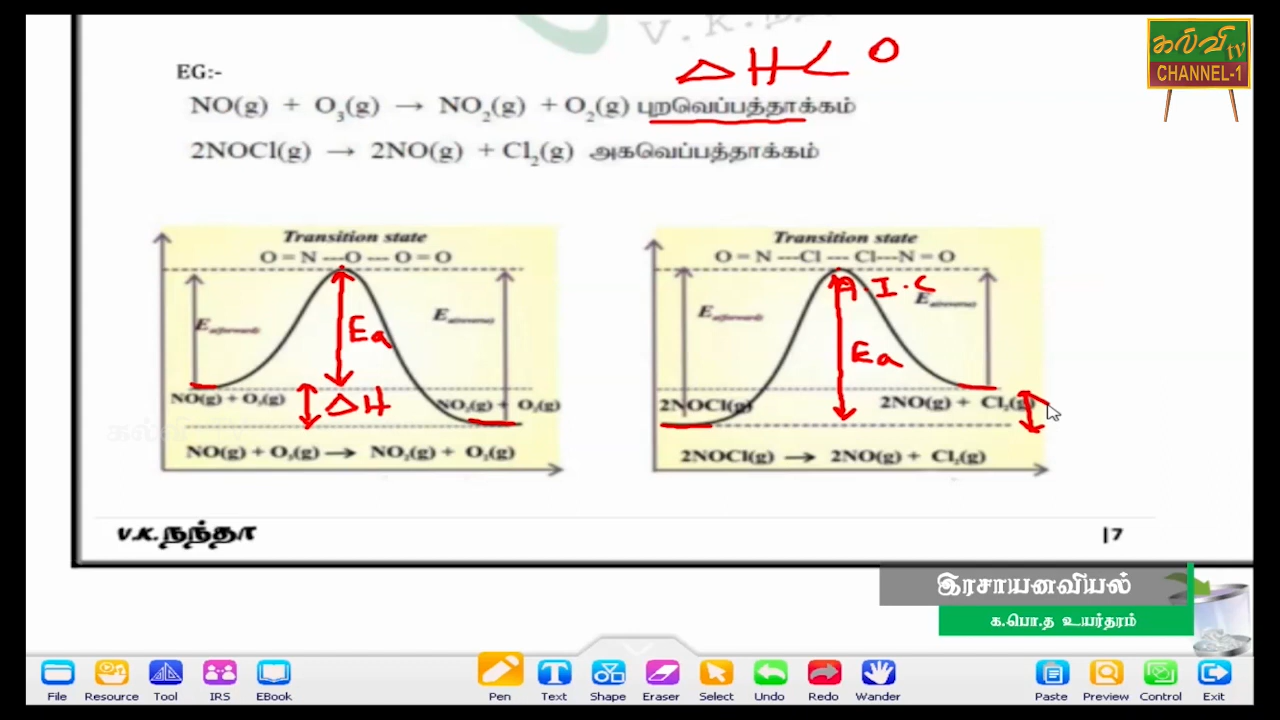 V.K.ந
கல்வி tv
CHANNEL-1
ΔH< 0
EG:-
NO(g) + O₃(g) → NO₂(g) + O₂(g) புறவெப்பத்தாக்கம்
2NOCl(g) → 2NO(g) + Cl₂(g) அகவெப்பத்தாக்கம்
Transition state
O = N ---O --- O = O
Ea
ΔH
NO(g) + O₃(g)
NO₂(g) + O₂(g)
NO(g) + O₃(g) → NO₂(g) + O₂(g)
Transition state
O = N ---Cl --- Cl---N = O
A.I.C
Ea
2NOCl(g)
2NO(g) + Cl₂(g)
2NOCl(g) → 2NO(g) + Cl₂(g)
V.K.நந்தா
|7
இரசாயனவியல்
க.பொ.த உயர்தரம்
File Resource Tool IRS EBook Pen Text Shape Eraser Select Undo Redo Wander Paste Preview Control Exit